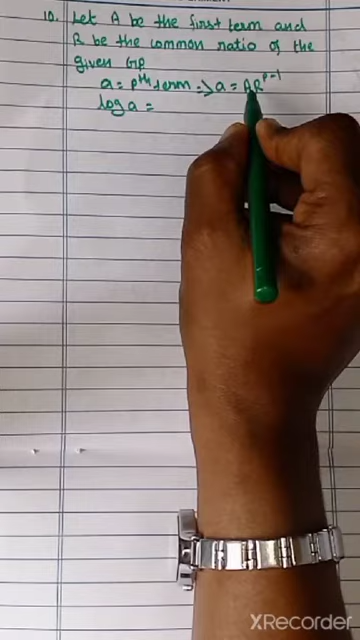 10. Let A be the first term and
R be the common ratio of the
given GP
a = pth term => a = AR^p-1
log a =
XRecorder